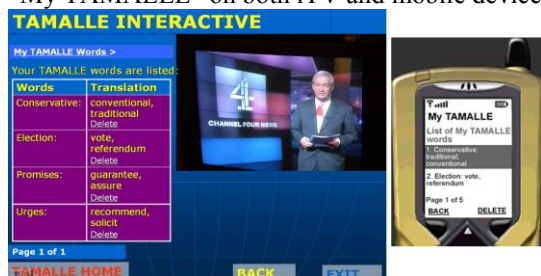 "My TAMALLE" on both iTV and mobile device
TAMALLE INTERACTIVE
My TAMALLE Words >
Your TAMALLE words are listed:
Words Translation
Conservative: conventional,
traditional
Delete
Election: vote,
referendum
Delete
Promises: guarantee,
assure
Delete
Urges: recommend,
solicit
Delete
Page 1 of 1
TAMALLE HOME BACK EXIT
4
CHANNEL FOUR NEWS
My TAMALLE
List of My TAMALLE
words
1. Conservative:
traditional,
conventional
2. Election: vote,
referendum
Page 1 of 5
BACK DELETE